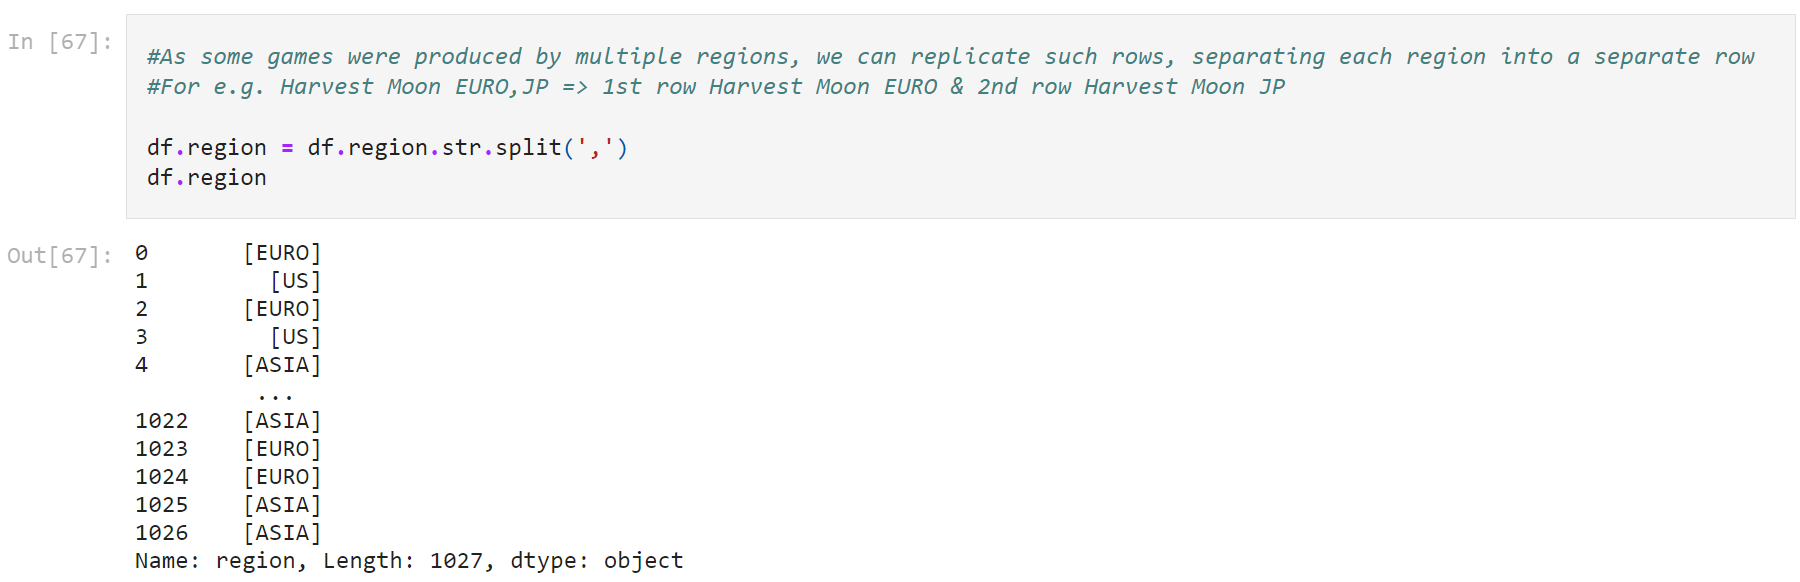 In [67]:
#As some games were produced by multiple regions, we can replicate such rows, separating each region into a separate row
#For e.g. Harvest Moon EURO,JP => 1st row Harvest Moon EURO & 2nd row Harvest Moon JP
df.region = df.region.str.split(',')
df.region
Out[67]:
0 [EURO]
1 [US]
2 [EURO]
3 [US]
4 [ASIA]
...
1022 [ASIA]
1023 [EURO]
1024 [EURO]
1025 [ASIA]
1026 [ASIA]
Name: region, Length: 1027, dtype: object